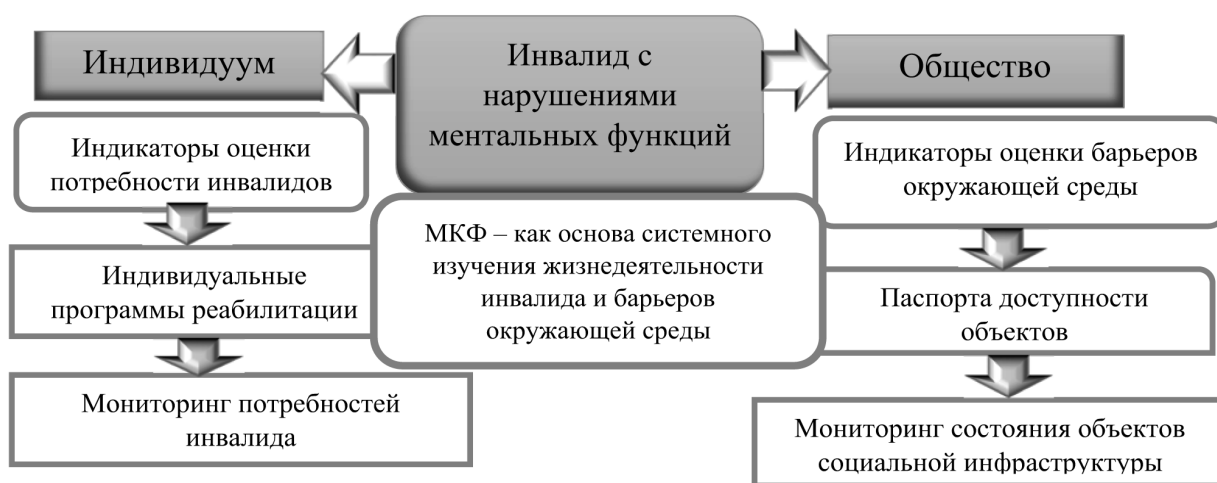 Индивидуум
Индикаторы оценки
потребности инвалидов
Индивидуальные
программы реабилитации
Мониторинг потребностей
инвалида
Инвалид с
нарушениями
ментальных функций
МКФ – как основа системного
изучения жизнедеятельности
инвалида и барьеров
окружающей среды
Общество
Индикаторы оценки барьеров
окружающей среды
Паспорта доступности
объектов
Мониторинг состояния объектов
социальной инфраструктуры